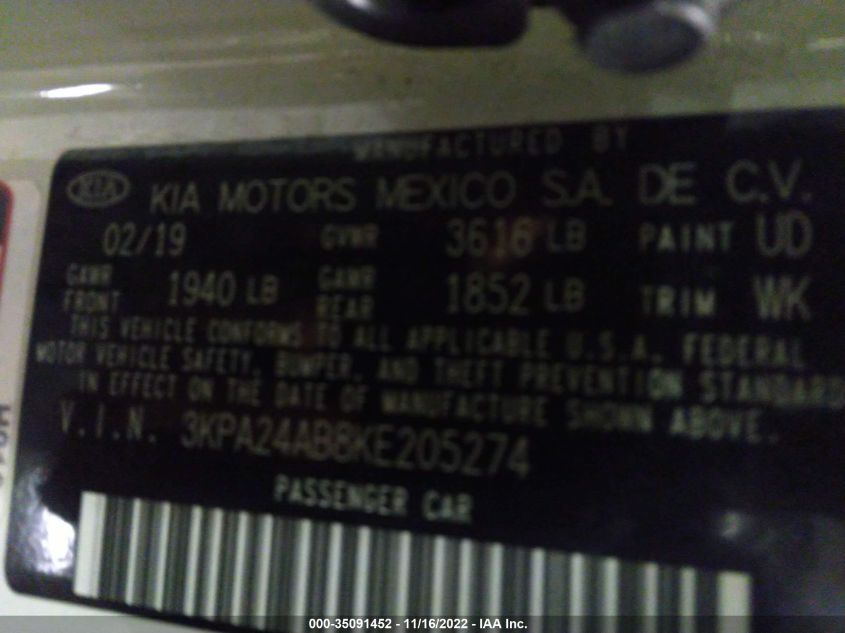 MANUFACTURED BY
KIA KIA MOTORS MEXICO S.A. DE C.V.
02/19 GVWR 3616 LB PAINT UD
GAWR FRONT 1940 LB GAWR REAR 1852 LB TRIM WK
THIS VEHICLE CONFORMS TO ALL APPLICABLE U.S.A. FEDERAL
MOTOR VEHICLE SAFETY, BUMPER, AND THEFT PREVENTION STANDARDS
IN EFFECT ON THE DATE OF MANUFACTURE SHOWN ABOVE.
V.I.N. 3KPA24AB8KE205274
PASSENGER CAR
000-35091452 - 11/16/2022 - IAA Inc.